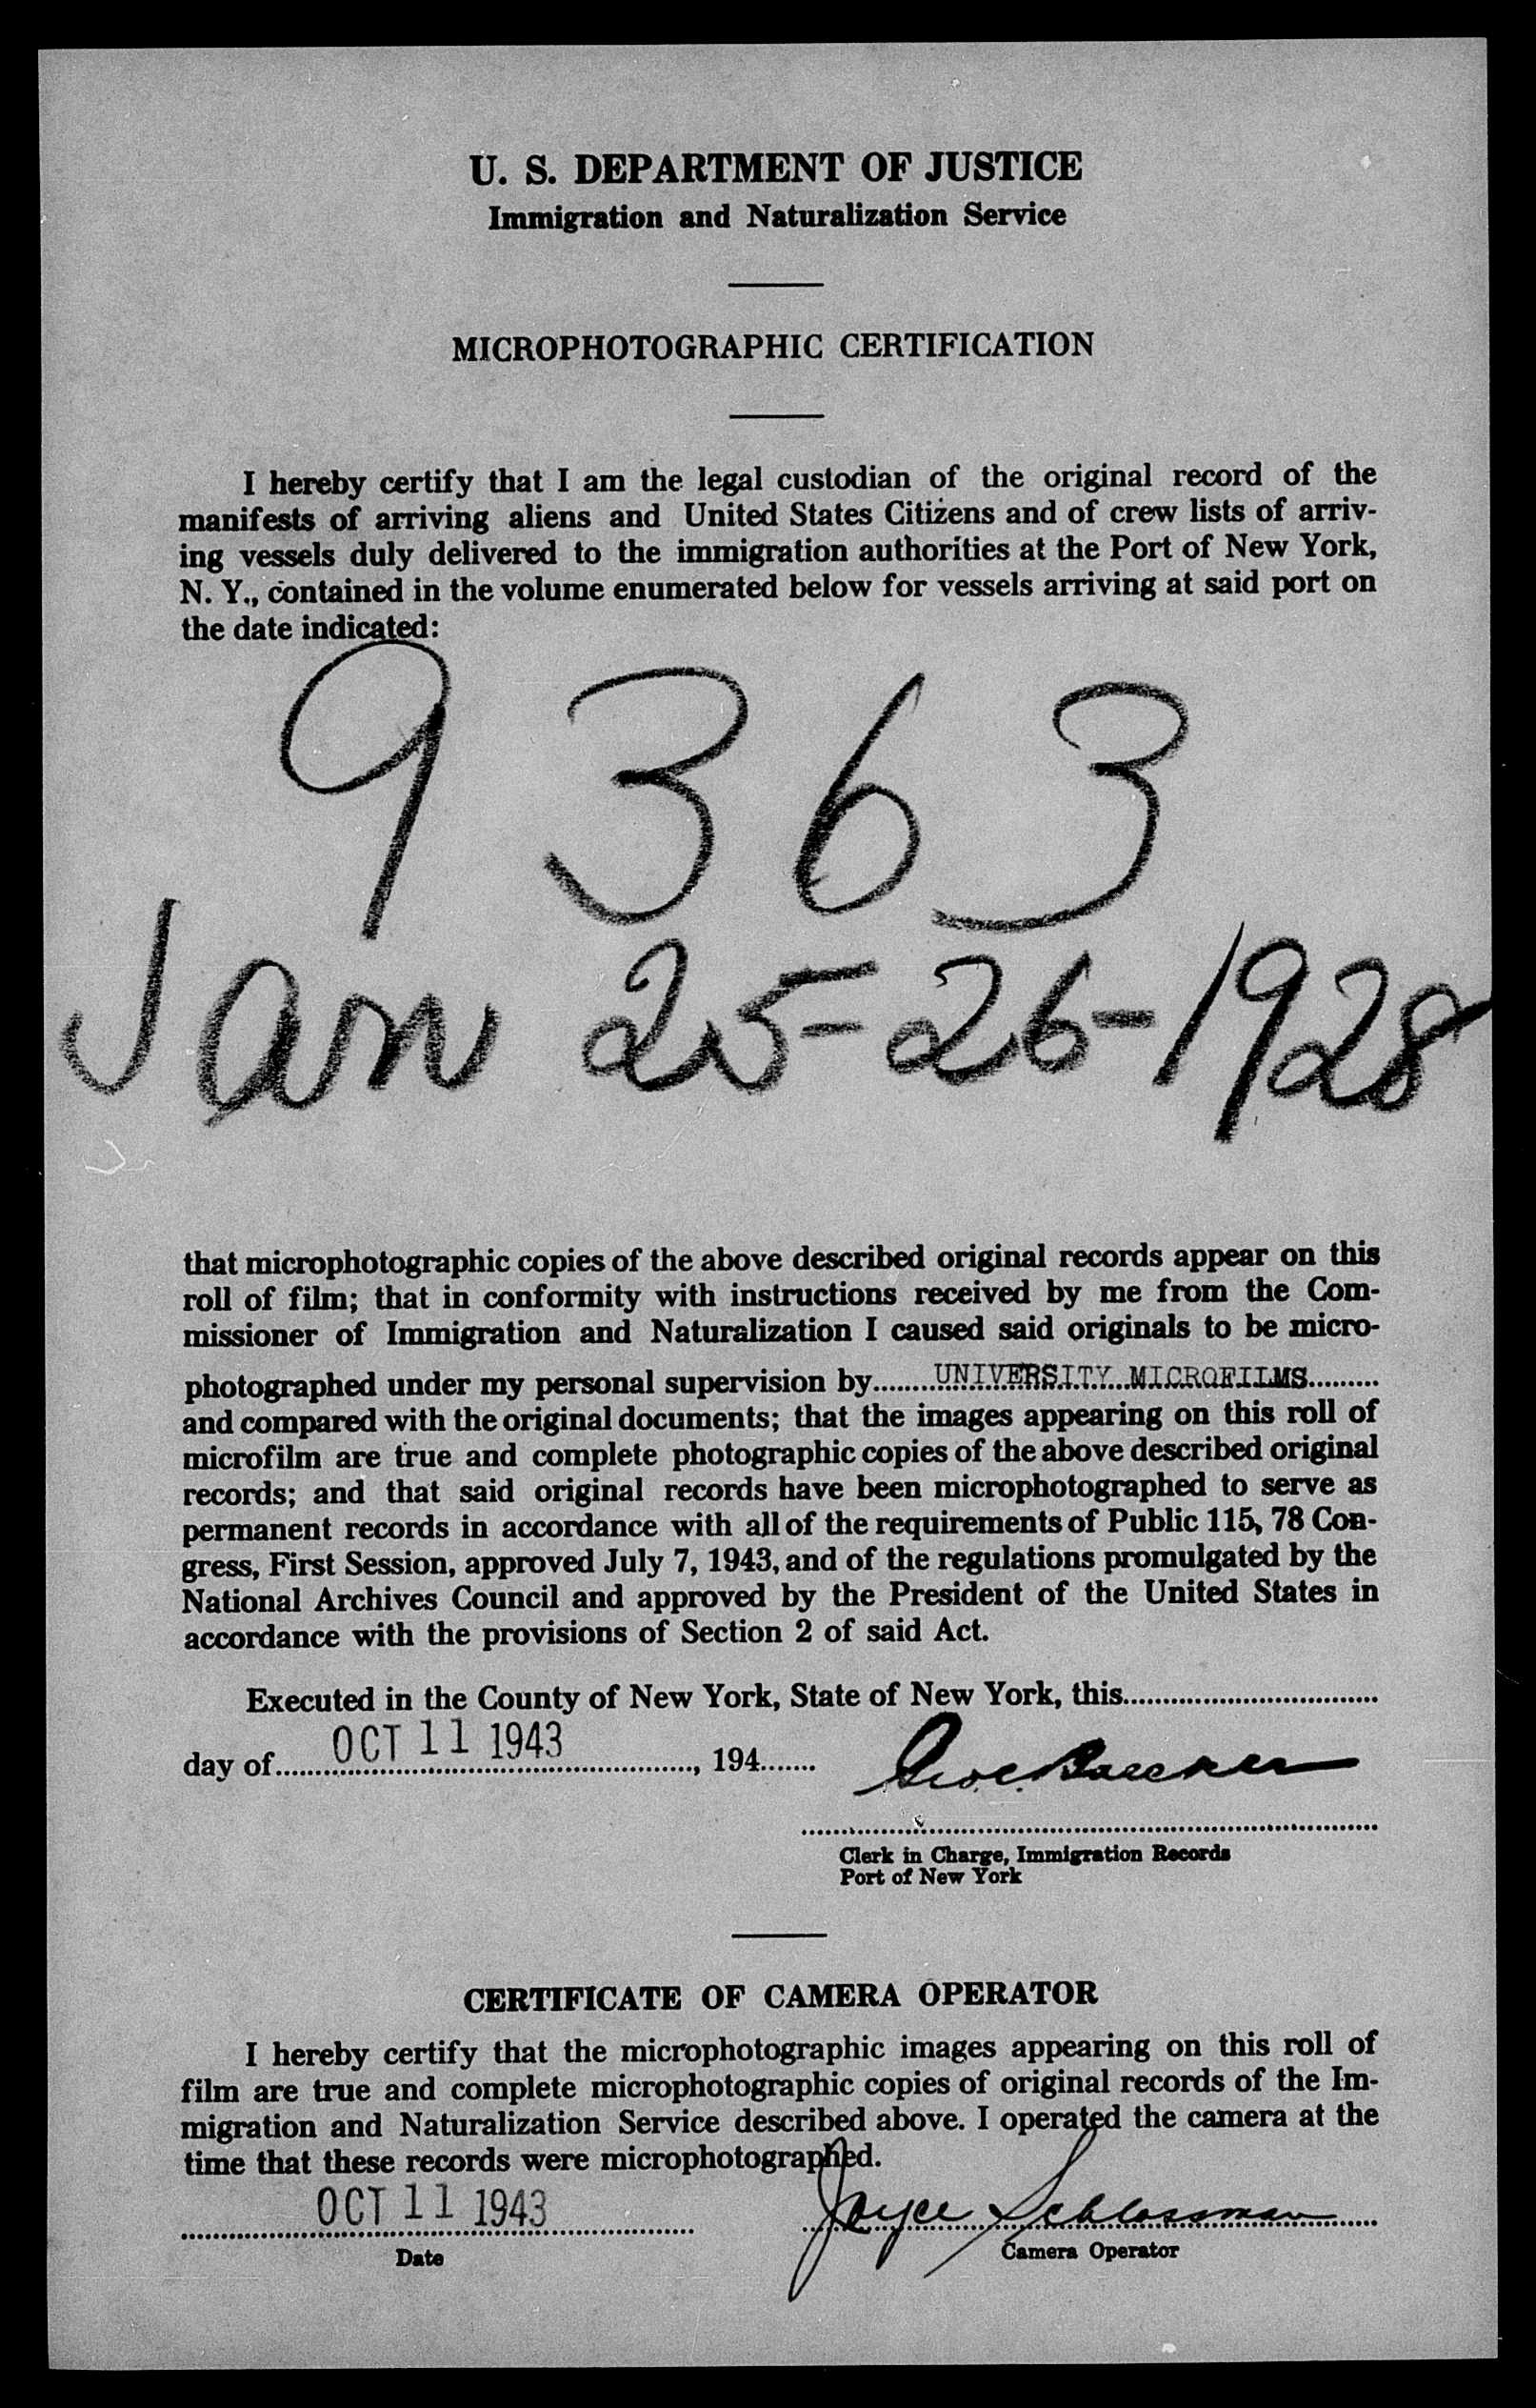 U. S. DEPARTMENT OF JUSTICE
Immigration and Naturalization Service
MICROPHOTOGRAPHIC CERTIFICATION
I hereby certify that I am the legal custodian of the original record of the
manifests of arriving aliens and United States Citizens and of crew lists of arriv-
ing vessels duly delivered to the immigration authorities at the Port of New York,
N. Y., contained in the volume enumerated below for vessels arriving at said port on
the date indicated:
9363
Jan 25-26-1928
that microphotographic copies of the above described original records appear on this
roll of film; that in conformity with instructions received by me from the Com-
missioner of Immigration and Naturalization I caused said originals to be micro-
photographed under my personal supervision by UNIVERSITY MICROFILMS
and compared with the original documents; that the images appearing on this roll of
microfilm are true and complete photographic copies of the above described original
records; and that said original records have been microphotographed to serve as
permanent records in accordance with all of the requirements of Public 115, 78 Con-
gress, First Session, approved July 7, 1943, and of the regulations promulgated by the
National Archives Council and approved by the President of the United States in
accordance with the provisions of Section 2 of said Act.
Executed in the County of New York, State of New York, this
day of OCT 11 1943, 194
Clerk in Charge, Immigration Records
Port of New York
CERTIFICATE OF CAMERA OPERATOR
I hereby certify that the microphotographic images appearing on this roll of
film are true and complete microphotographic copies of original records of the Im-
migration and Naturalization Service described above. I operated the camera at the
time that these records were microphotographed.
OCT 11 1943 Joyce Schlossman
Date Camera Operator